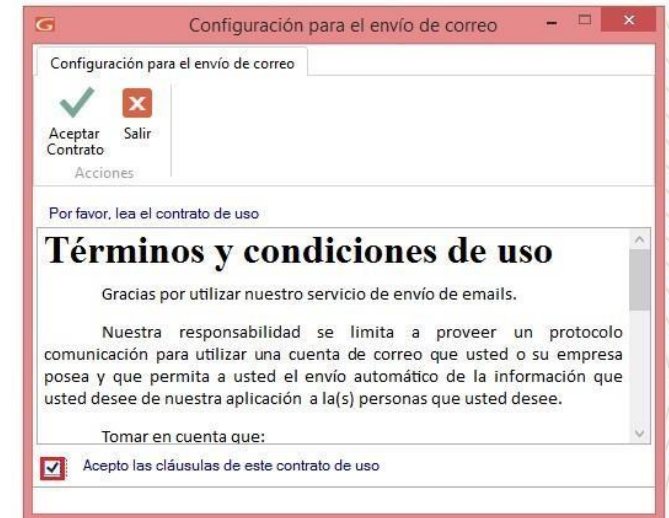 Configuración para el envío de correo
Configuración para el envío de correo
Aceptar Contrato
Salir
Acciones
Por favor, lea el contrato de uso
Términos y condiciones de uso
Gracias por utilizar nuestro servicio de envío de emails.
Nuestra responsabilidad se limita a proveer un protocolo
comunicación para utilizar una cuenta de correo que usted o su empresa
posea y que permita a usted el envío automático de la información que
usted desee de nuestra aplicación a la(s) personas que usted desee.
Tomar en cuenta que:
Acepto las cláusulas de este contrato de uso